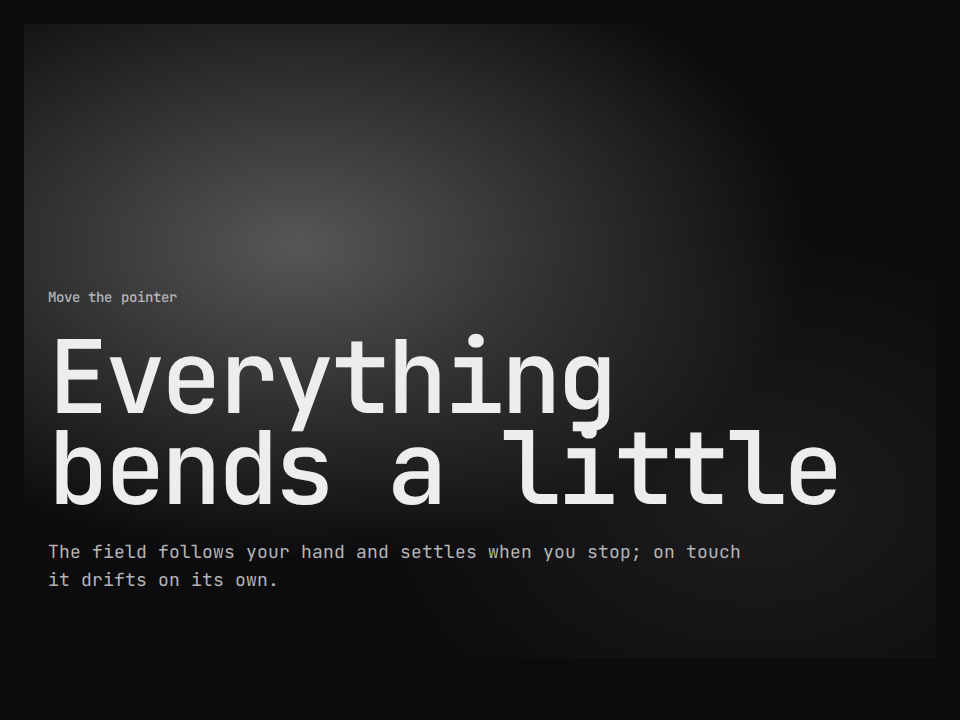 Move the pointer
Everything
bends a little
The field follows your hand and settles when you stop; on touch
it drifts on its own.